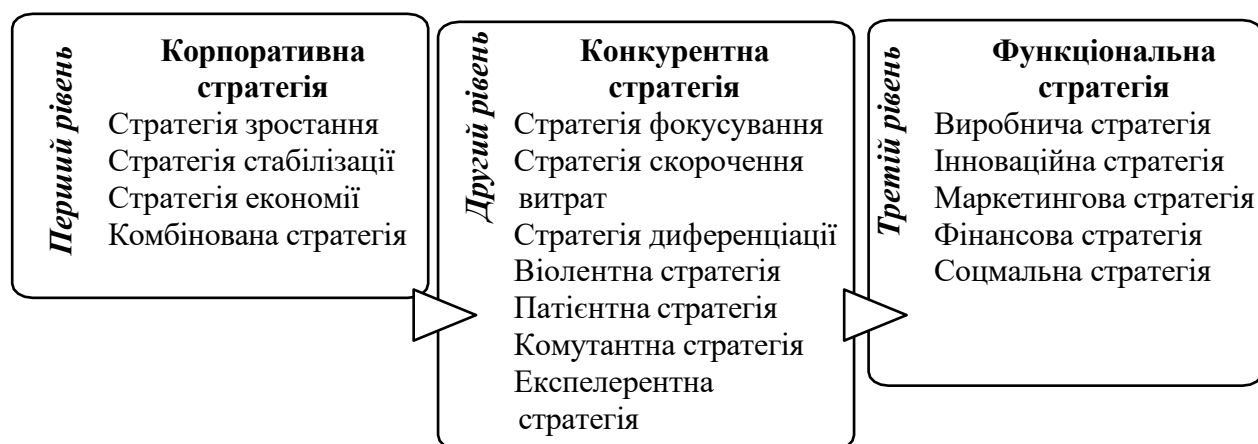 Перший рівень
Корпоративна
стратегія
Стратегія зростання
Стратегія стабілізації
Стратегія економії
Комбінована стратегія
Другий рівень
Конкурентна
стратегія
Стратегія фокусування
Стратегія скорочення
витрат
Стратегія диференціації
Віолентна стратегія
Патієнтна стратегія
Комутантна стратегія
Експелерентна
стратегія
Третій рівень
Функціональна
стратегія
Виробнича стратегія
Інноваційна стратегія
Маркетингова стратегія
Фінансова стратегія
Соцмальна стратегія